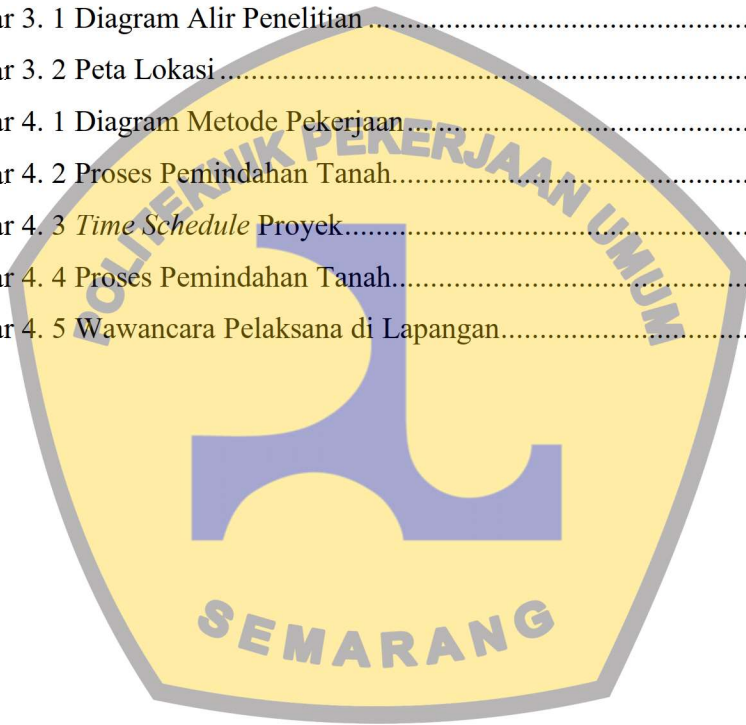 ar 3. 1 Diagram Alir Penelitian ................................................................
ar 3. 2 Peta Lokasi................................................................
ar 4. 1 Diagram Metode Pekerjaan................................................................
ar 4. 2 Proses Pemindahan Tanah................................................................
ar 4. 3 Time Schedule Proyek................................................................
ar 4. 4 Proses Pemindahan Tanah................................................................
ar 4. 5 Wawancara Pelaksana di Lapangan................................................................
POLITEKNIK PEKERJAAN UMUM
SEMARANG